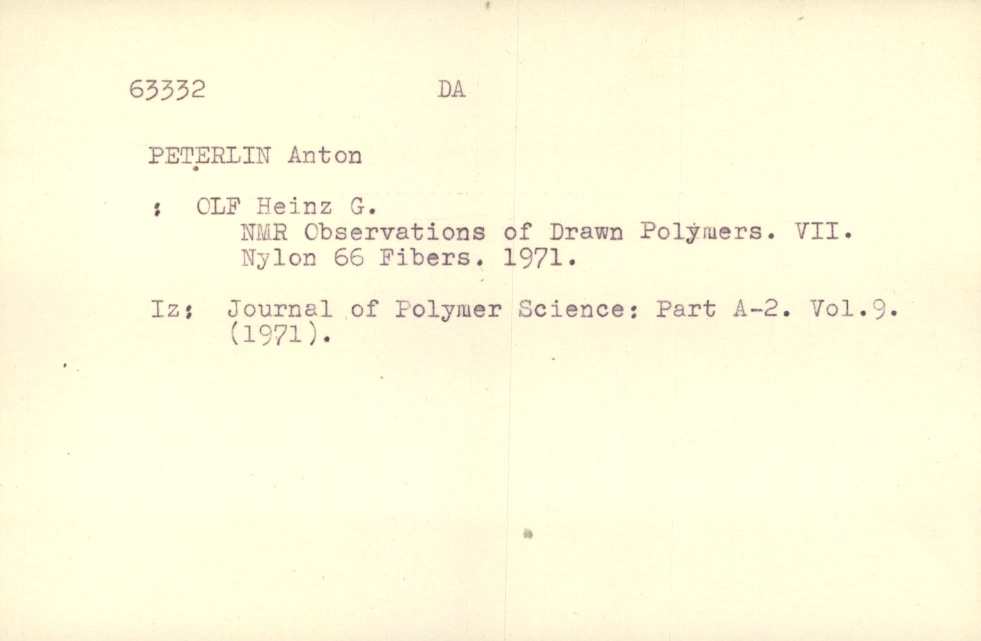 63332 DA
PETERLIN Anton
: OLF Heinz G.
NMR Observations of Drawn Polymers. VII.
Nylon 66 Fibers. 1971.
Iz: Journal of Polymer Science: Part A-2. Vol.9.
(1971).